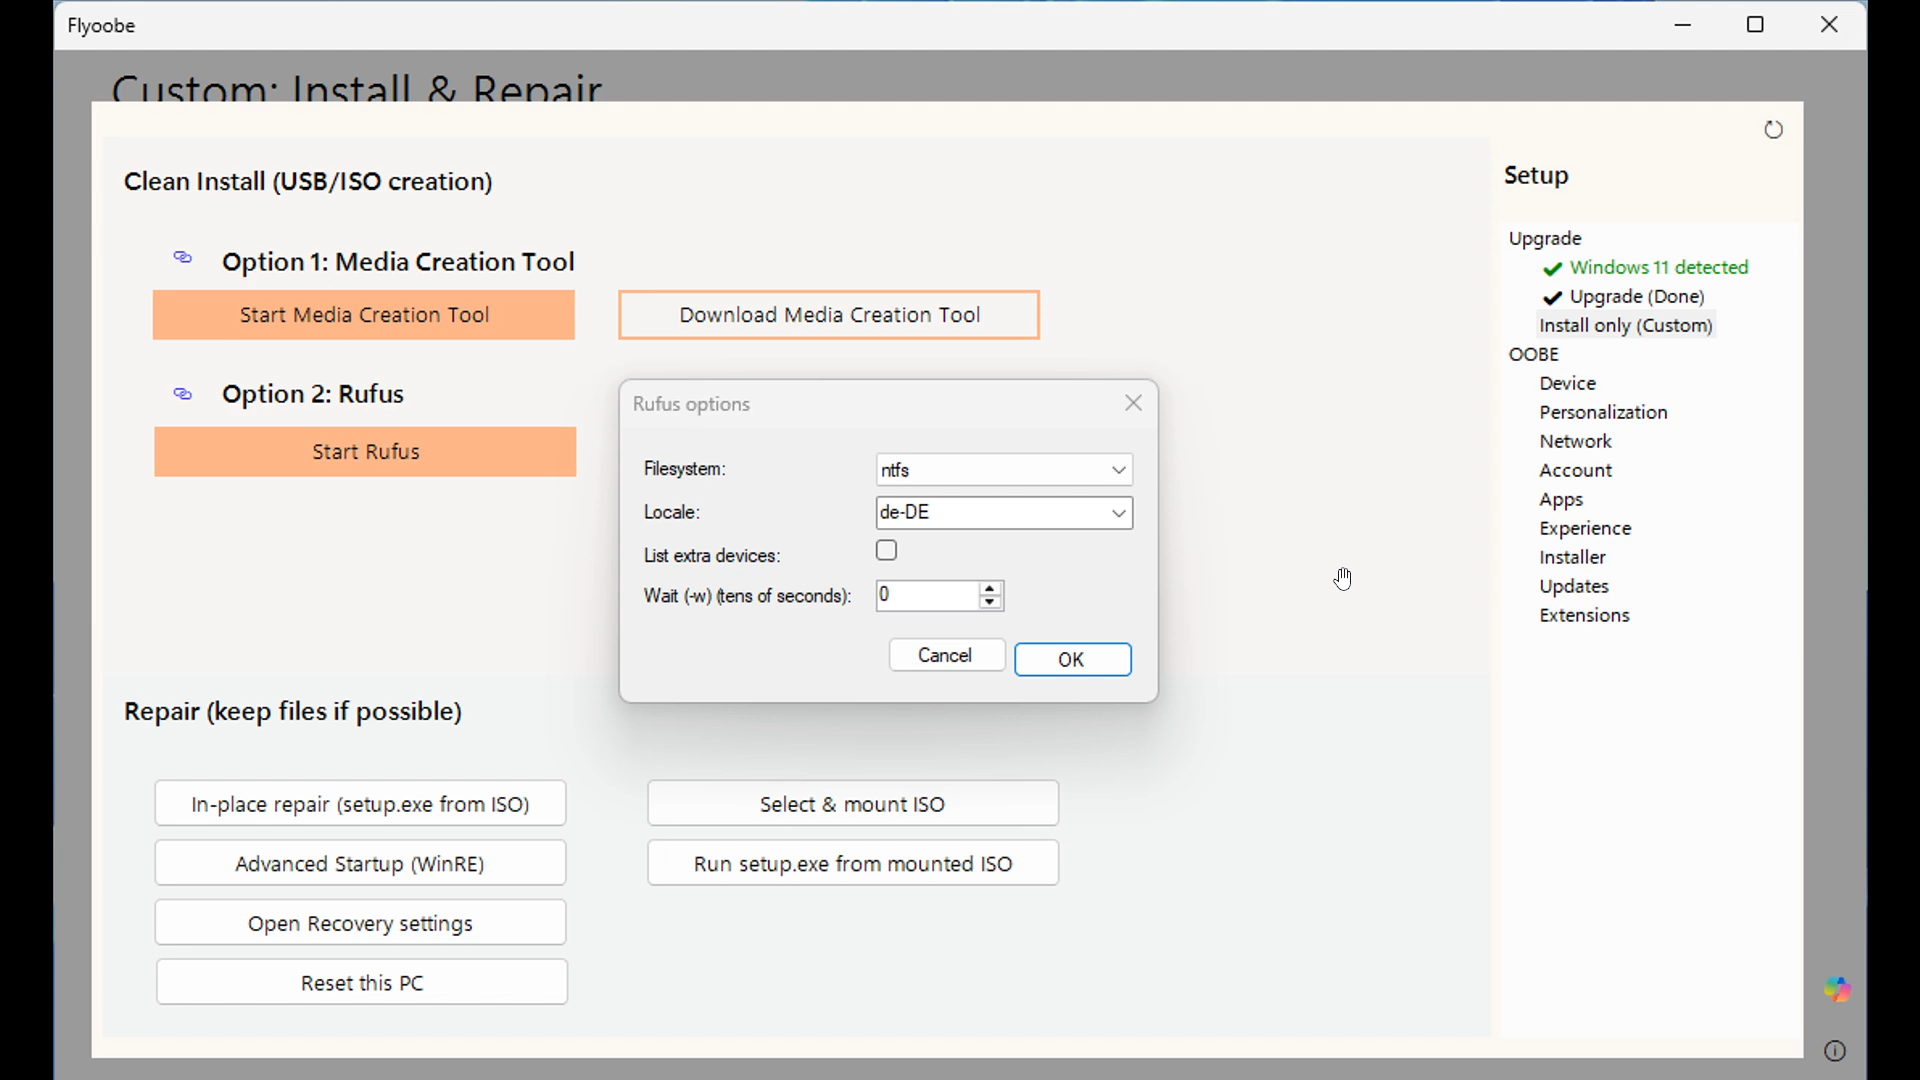 Flyoobe
Custom: Install & Repair
Clean Install (USB/ISO creation)
Option 1: Media Creation Tool
Start Media Creation Tool
Download Media Creation Tool
Option 2: Rufus
Start Rufus
Rufus options
Filesystem:
ntfs
Locale:
de-DE
List extra devices:
Wait (-w) (tens of seconds):
0
Cancel
OK
Repair (keep files if possible)
In-place repair (setup.exe from ISO)
Select & mount ISO
Advanced Startup (WinRE)
Run setup.exe from mounted ISO
Open Recovery settings
Reset this PC
Setup
Upgrade
Windows 11 detected
Upgrade (Done)
Install only (Custom)
OOBE
Device
Personalization
Network
Account
Apps
Experience
Installer
Updates
Extensions